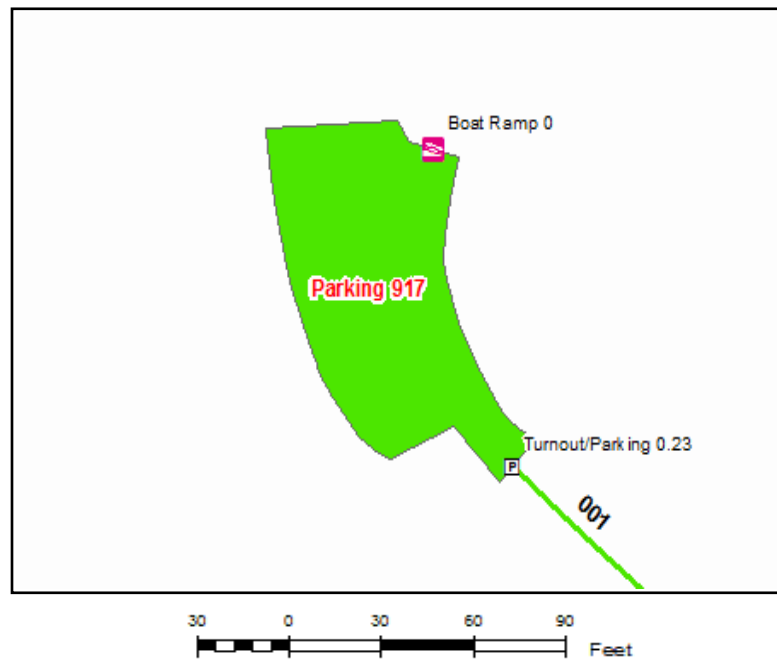 Boat Ramp 0
Parking 917
Turnout/Parking 0.23
P
001
30 0 30 60 90
Feet